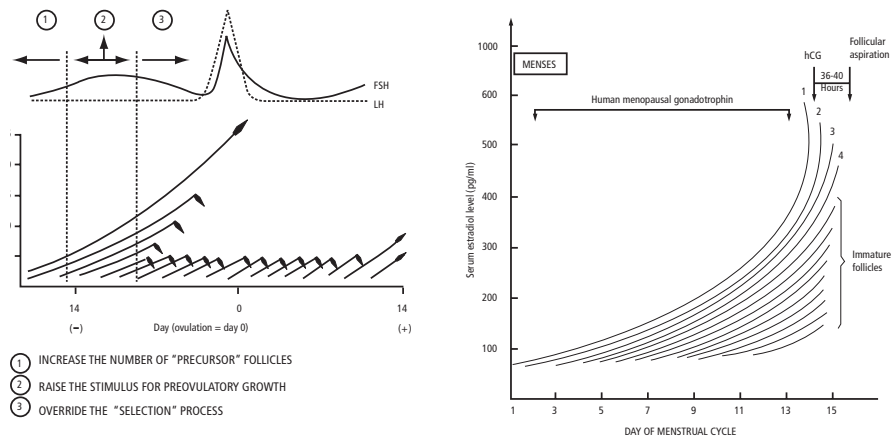 1
2
3
FSH
LH
14
0
14
(−)
Day (ovulation = day 0)
(+)
1 INCREASE THE NUMBER OF "PRECURSOR" FOLLICLES
2 RAISE THE STIMULUS FOR PREOVULATORY GROWTH
3 OVERRIDE THE "SELECTION" PROCESS
Follicular
aspiration
hCG
36-40
Hours
MENSES
Human menopausal gonadotrophin
1
2
3
4
1000
600
500
400
300
200
100
Serum estradiol level (pg/ml)
Immature
follicles
1
3
5
7
9
11
13
15
DAY OF MENSTRUAL CYCLE